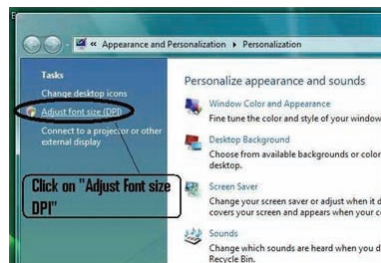 « Appearance and Personalization ▸ Personalization
Tasks
Change desktop icons
Adjust font size (DPI)
Connect to a projector or other
external display
Click on "Adjust Font size
DPI"
Personalize appearance and sounds
Window Color and Appearance
Fine tune the color and style of your window
Desktop Background
Choose from available backgrounds or color
desktop.
Screen Saver
Change your screen saver or adjust when it d
covers your screen and appears when your c
Sounds
Change which sounds are heard when you d
Recycle Bin.